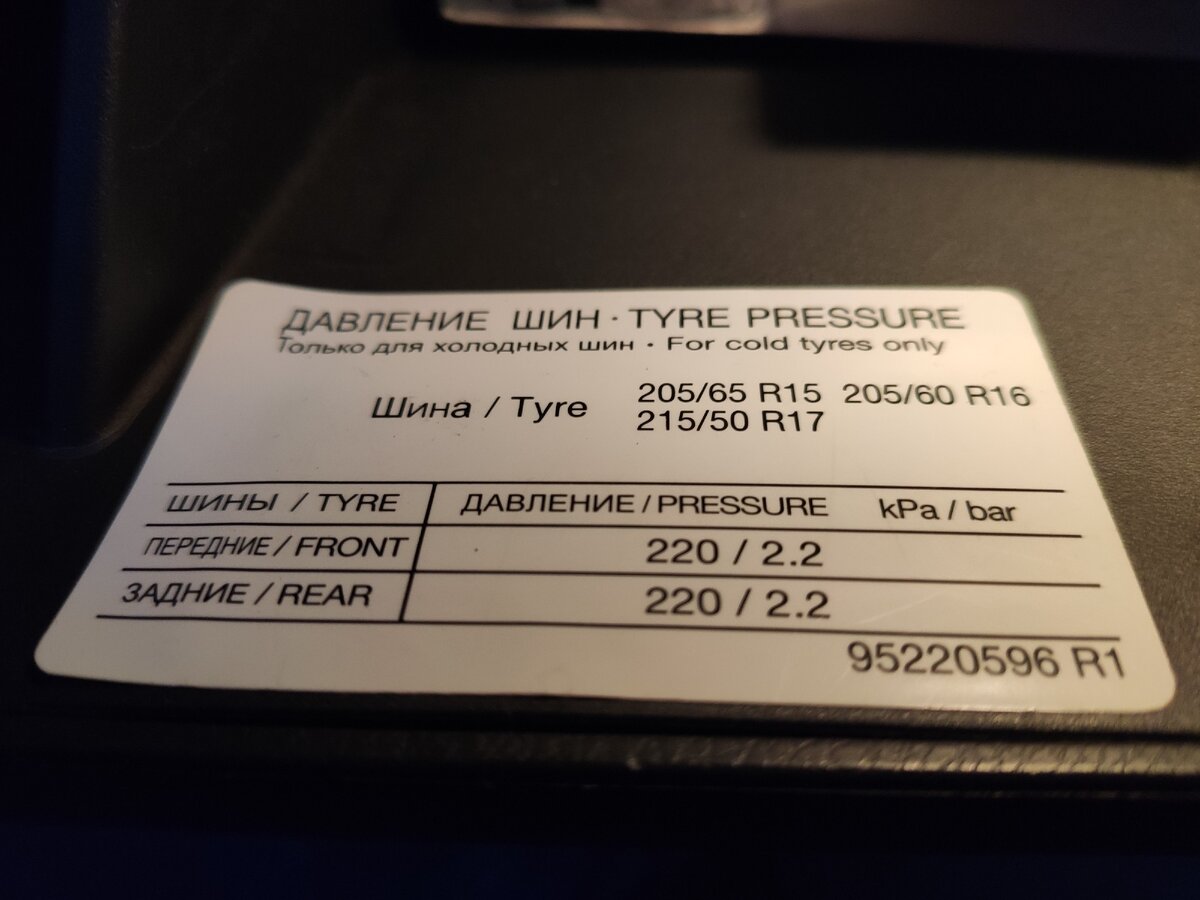 ДАВЛЕНИЕ ШИН · TYRE PRESSURE
Только для холодных шин · For cold tyres only
Шина / Tyre 205/65 R15 205/60 R16
215/50 R17
ШИНЫ / TYRE ДАВЛЕНИЕ / PRESSURE kPa / bar
ПЕРЕДНИЕ / FRONT 220 / 2.2
ЗАДНИЕ / REAR 220 / 2.2
95220596 R1